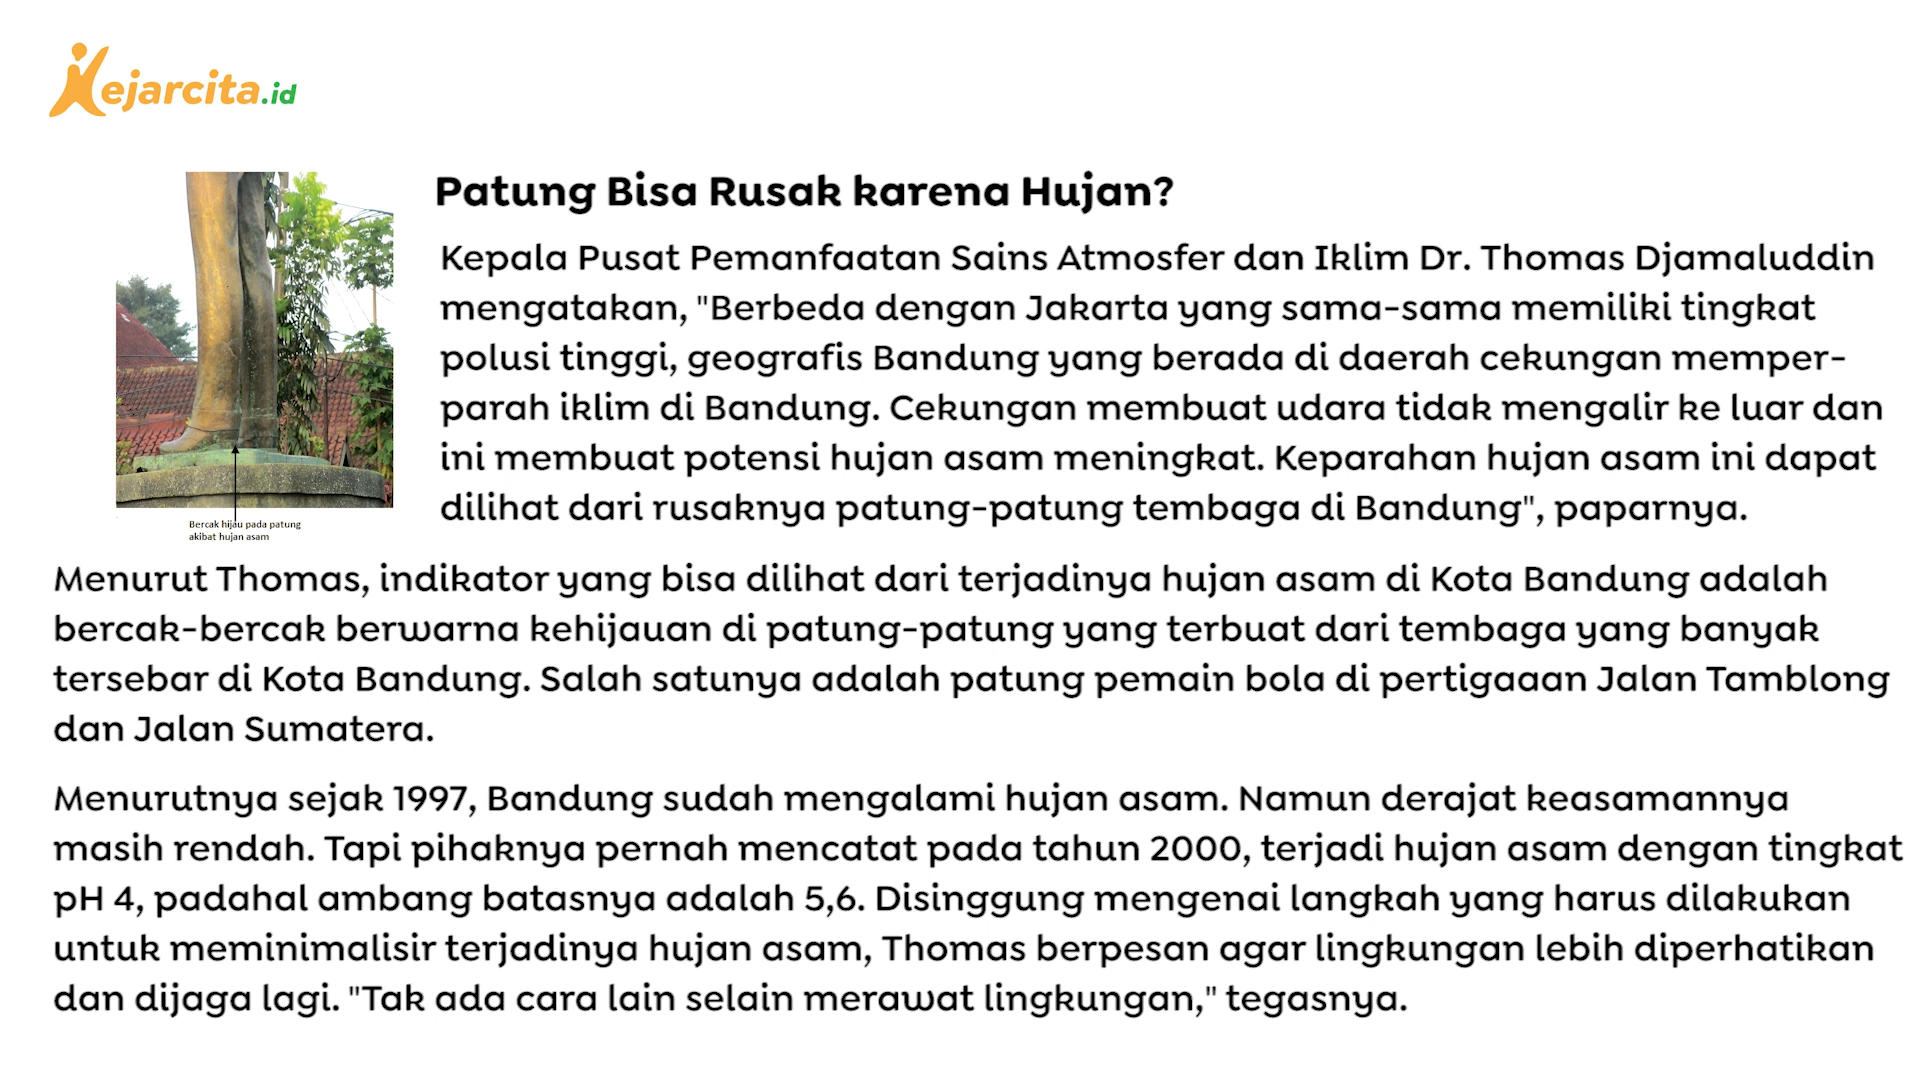 Kejarcita.id
Patung Bisa Rusak karena Hujan?
Kepala Pusat Pemanfaatan Sains Atmosfer dan Iklim Dr. Thomas Djamaluddin
mengatakan, "Berbeda dengan Jakarta yang sama-sama memiliki tingkat
polusi tinggi, geografis Bandung yang berada di daerah cekungan memper-
parah iklim di Bandung. Cekungan membuat udara tidak mengalir ke luar dan
ini membuat potensi hujan asam meningkat. Keparahan hujan asam ini dapat
dilihat dari rusaknya patung-patung tembaga di Bandung", paparnya.
Bercak hijau pada patung
akibat hujan asam
Menurut Thomas, indikator yang bisa dilihat dari terjadinya hujan asam di Kota Bandung adalah
bercak-bercak berwarna kehijauan di patung-patung yang terbuat dari tembaga yang banyak
tersebar di Kota Bandung. Salah satunya adalah patung pemain bola di pertigaaan Jalan Tamblong
dan Jalan Sumatera.
Menurutnya sejak 1997, Bandung sudah mengalami hujan asam. Namun derajat keasamannya
masih rendah. Tapi pihaknya pernah mencatat pada tahun 2000, terjadi hujan asam dengan tingkat
pH 4, padahal ambang batasnya adalah 5,6. Disinggung mengenai langkah yang harus dilakukan
untuk meminimalisir terjadinya hujan asam, Thomas berpesan agar lingkungan lebih diperhatikan
dan dijaga lagi. "Tak ada cara lain selain merawat lingkungan," tegasnya.